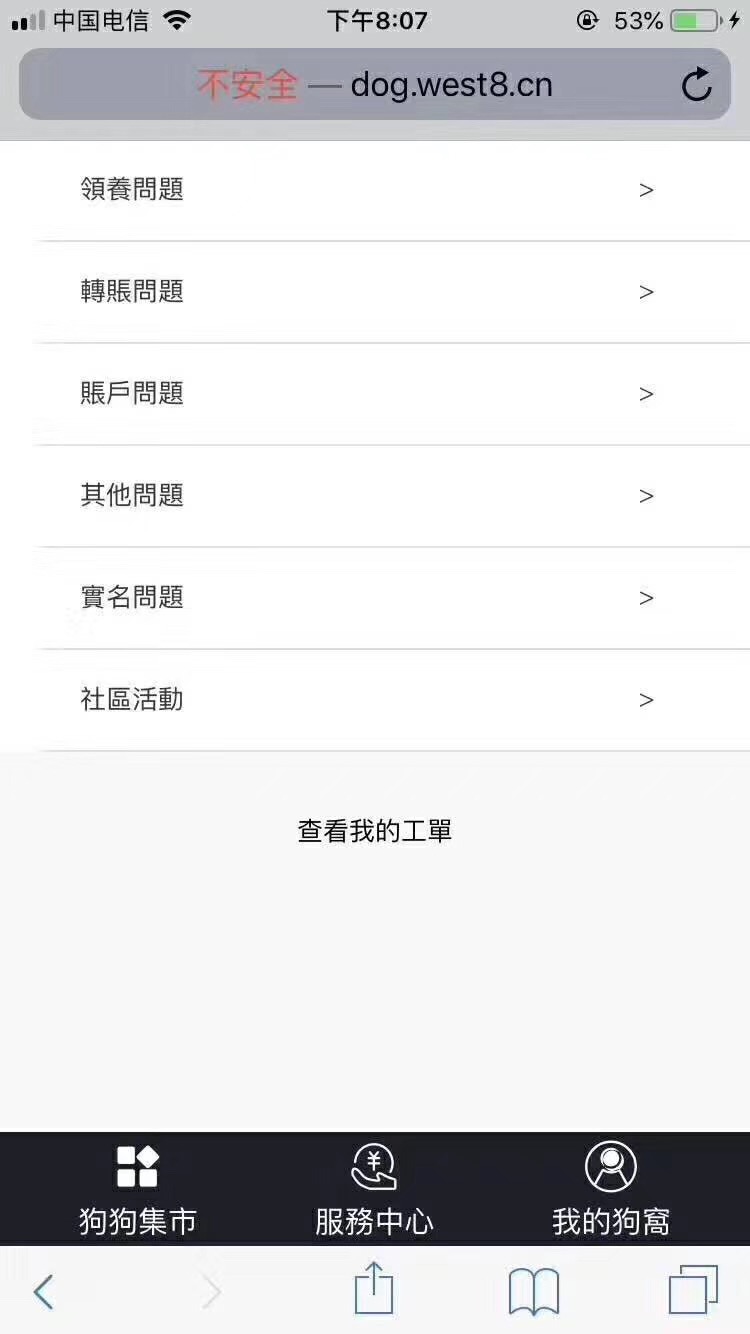 中国电信 下午8:07 53%
不安全 — dog.west8.cn
領養問題 >
轉賬問題 >
賬戶問題 >
其他問題 >
實名問題 >
社區活動 >
查看我的工單
狗狗集市 服務中心 我的狗窩